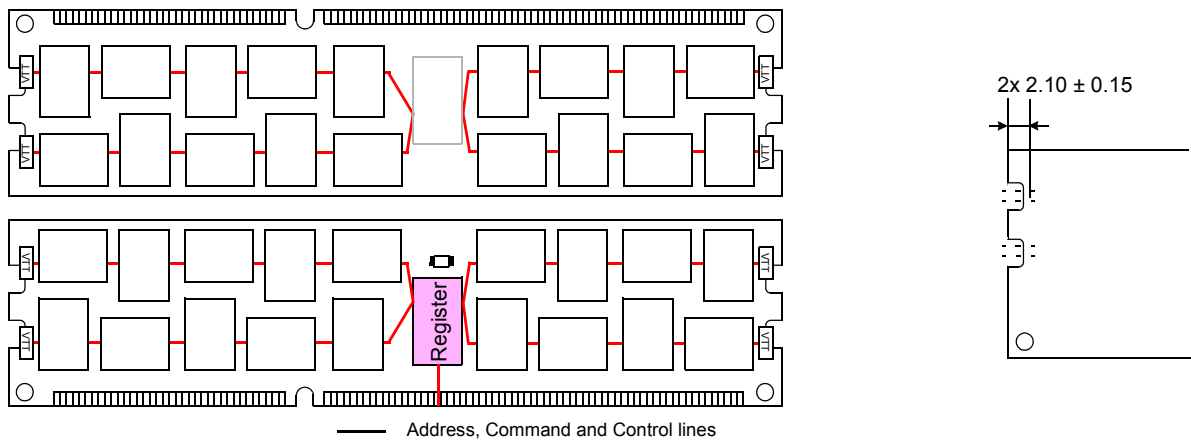 VTT
VTT
VTT
VTT
2x 2.10 ± 0.15
VTT
VTT
Register
VTT
VTT
Address, Command and Control lines